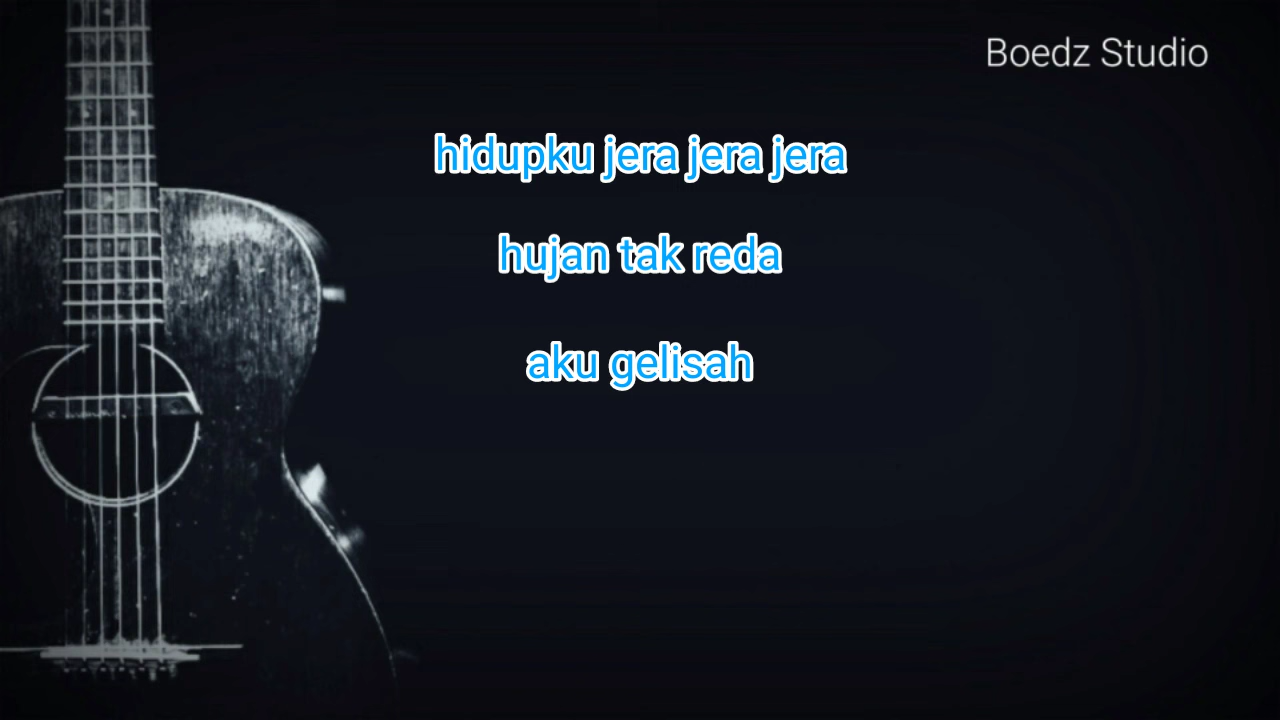 Boedz Studio
hidupku jera jera jera
hujan tak reda
aku gelisah